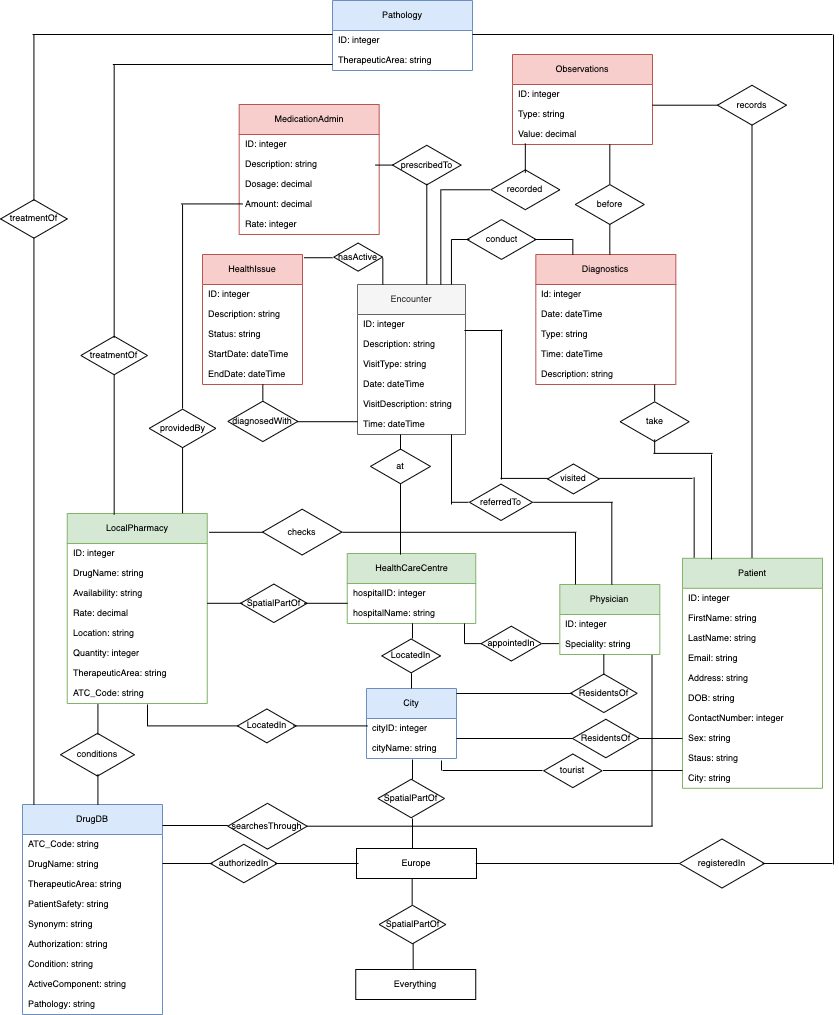 Pathology
ID: integer
TherapeuticArea: string
Observations
ID: integer
Type: string
Value: decimal
records
MedicationAdmin
ID: integer
Description: string
Dosage: decimal
Amount: decimal
Rate: integer
prescribedTo
recorded
before
treatmentOf
conduct
hasActive
HealthIssue
ID: integer
Description: string
Status: string
StartDate: dateTime
EndDate: dateTime
Diagnostics
Id: integer
Date: dateTime
Type: string
Time: dateTime
Description: string
Encounter
ID: integer
Description: string
VisitType: string
Date: dateTime
VisitDescription: string
Time: dateTime
treatmentOf
providedBy
diagnosedWith
take
at
visited
referredTo
LocalPharmacy
ID: integer
DrugName: string
Availability: string
Rate: decimal
Location: string
Quantity: integer
TherapeuticArea: string
ATC_Code: string
checks
HealthCareCentre
hospitalID: integer
hospitalName: string
SpatialPartOf
Physician
ID: integer
Speciality: string
Patient
ID: integer
FirstName: string
LastName: string
Email: string
Address: string
DOB: string
ContactNumber: integer
Sex: string
Staus: string
City: string
appointedIn
LocatedIn
ResidentsOf
City
cityID: integer
cityName: string
LocatedIn
ResidentsOf
conditions
tourist
SpatialPartOf
DrugDB
ATC_Code: string
DrugName: string
TherapeuticArea: string
PatientSafety: string
Synonym: string
Authorization: string
Condition: string
ActiveComponent: string
Pathology: string
searchesThrough
authorizedIn
Europe
registeredIn
SpatialPartOf
Everything